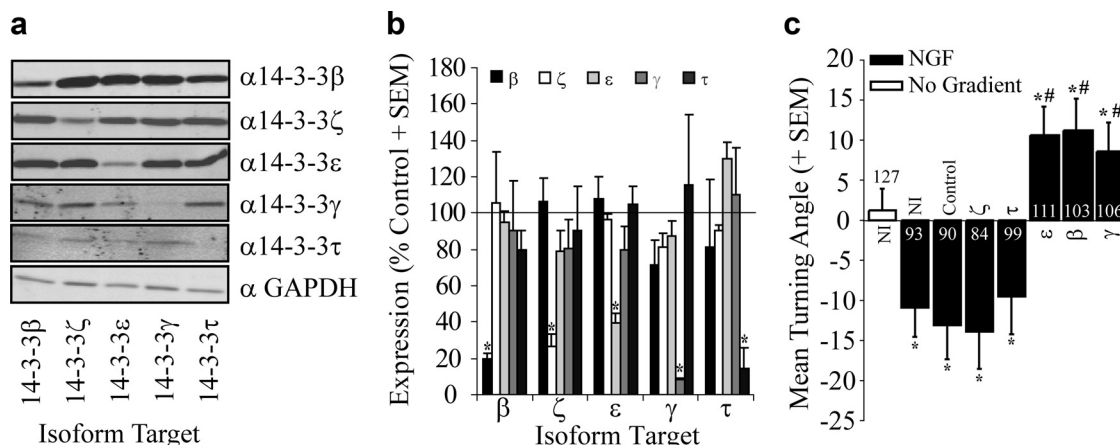 a
α14-3-3β
α14-3-3ζ
α14-3-3ε
α14-3-3γ
α14-3-3τ
α GAPDH
14-3-3β
14-3-3ζ
14-3-3ε
14-3-3γ
14-3-3τ
Isoform Target
b
Expression (% Control + SEM)
180
160
140
120
100
80
60
40
20
0
β ζ ε γ τ
* * * * *
β ζ ε γ τ
Isoform Target
c
Mean Turning Angle (+ SEM)
20
15
10
5
0
-5
-10
-15
-20
-25
NGF
No Gradient
*# *# *#
127
NI Control ζ τ
93 90 84 99 111 103 106
NI
ε β γ
* * * *